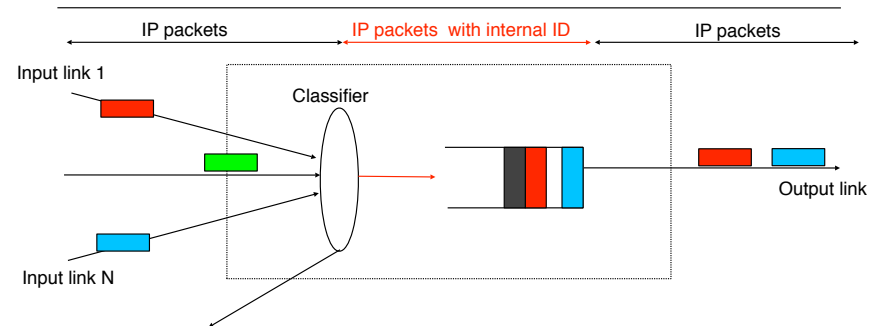 IP packets IP packets with internal ID IP packets
Input link 1
Classifier
Output link
Input link N